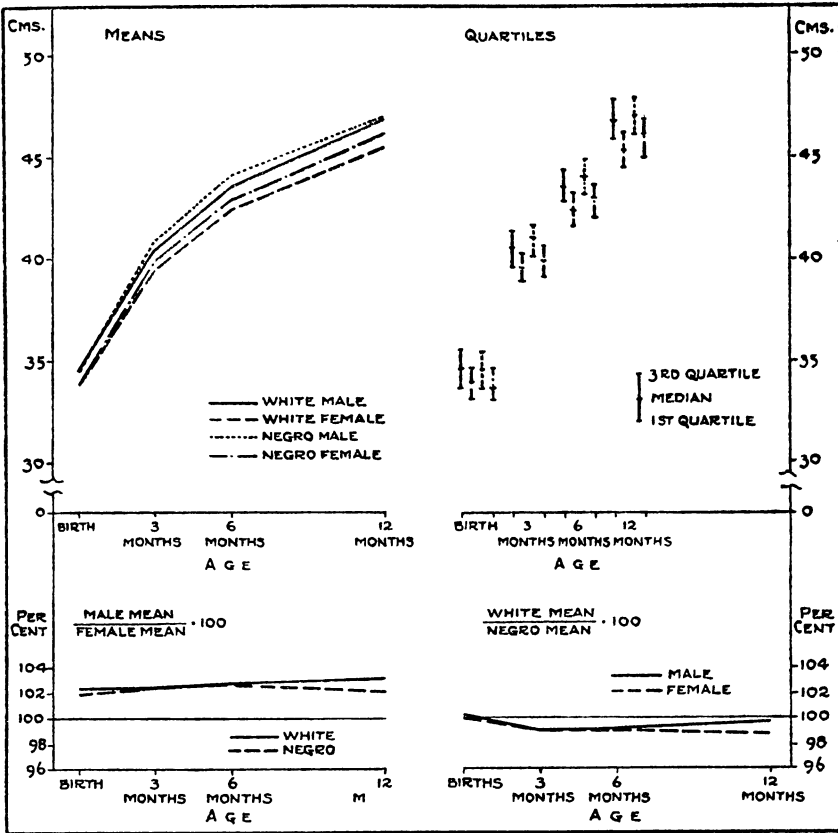 CMS.
MEANS
50
45
40
35
30
0
WHITE MALE
WHITE FEMALE
NEGRO MALE
NEGRO FEMALE
BIRTH 3 MONTHS 6 MONTHS 12 MONTHS
AGE
QUARTILES
CMS.
50
45
40
35
30
0
3RD QUARTILE
MEDIAN
1ST QUARTILE
BIRTH 3 MONTHS 6 MONTHS 12 MONTHS
AGE
PER CENT
MALE MEAN
FEMALE MEAN · 100
104
102
100
98
96
WHITE
NEGRO
BIRTH 3 MONTHS 6 MONTHS 12 M
AGE
WHITE MEAN
NEGRO MEAN · 100
PER CENT
104
102
100
98
96
MALE
FEMALE
BIRTHS 3 MONTHS 6 MONTHS 12 MONTHS
AGE